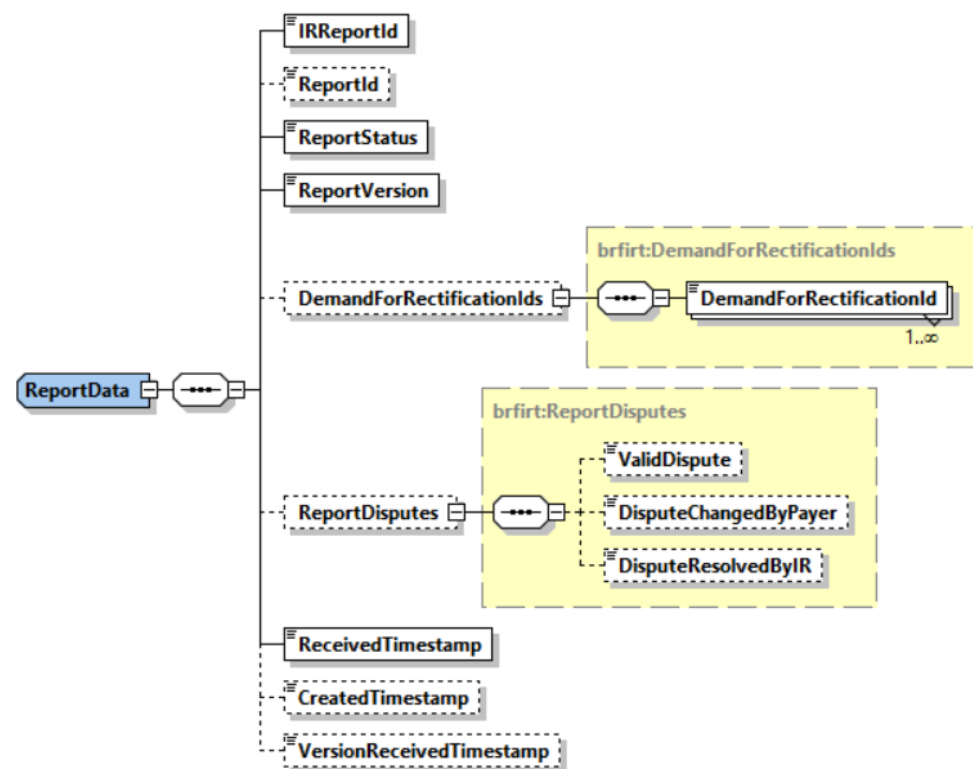 IRReportId
ReportId
ReportStatus
ReportVersion
brfirt:DemandForRectificationIds
DemandForRectificationIds
DemandForRectificationId
1..∞
ReportData
brfirt:ReportDisputes
ValidDispute
ReportDisputes
DisputeChangedByPayer
DisputeResolvedByIR
ReceivedTimestamp
CreatedTimestamp
VersionReceivedTimestamp